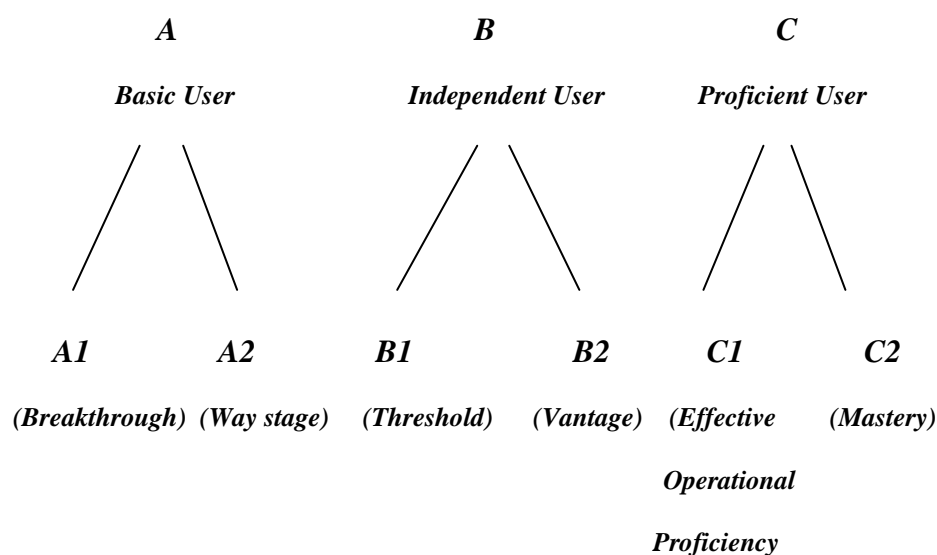 A B C
Basic User Independent User Proficient User
A1 A2 B1 B2 C1 C2
(Breakthrough) (Way stage) (Threshold) (Vantage) (Effective (Mastery)
Operational
Proficiency